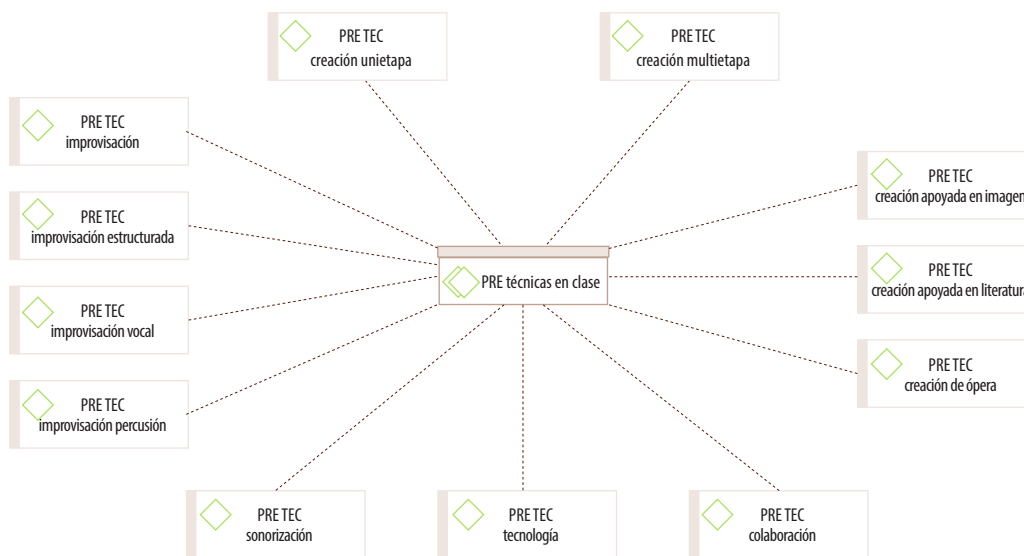 PRE TEC
creación unietapa
PRE TEC
creación multietapa
PRE TEC
improvisación
PRE TEC
improvisación estructurada
PRE TEC
improvisación vocal
PRE TEC
improvisación percusión
PRE técnicas en clase
PRE TEC
creación apoyada en imagen
PRE TEC
creación apoyada en literatura
PRE TEC
creación de ópera
PRE TEC
sonorización
PRE TEC
tecnología
PRE TEC
colaboración